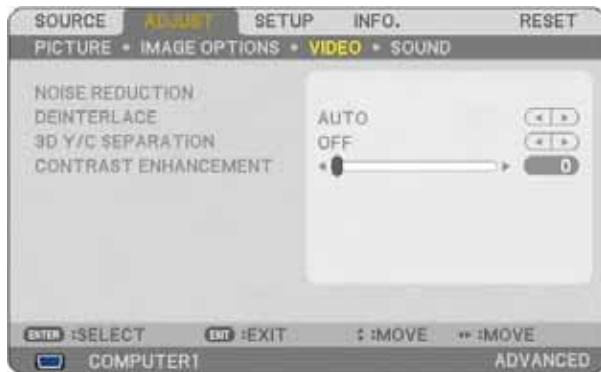 SOURCE ADJUST SETUP INFO. RESET
PICTURE • IMAGE OPTIONS • VIDEO • SOUND
NOISE REDUCTION
DEINTERLACE AUTO
3D Y/C SEPARATION OFF
CONTRAST ENHANCEMENT 0
ENTER :SELECT EXIT :EXIT ↕ :MOVE ↔ :MOVE
COMPUTER1 ADVANCED